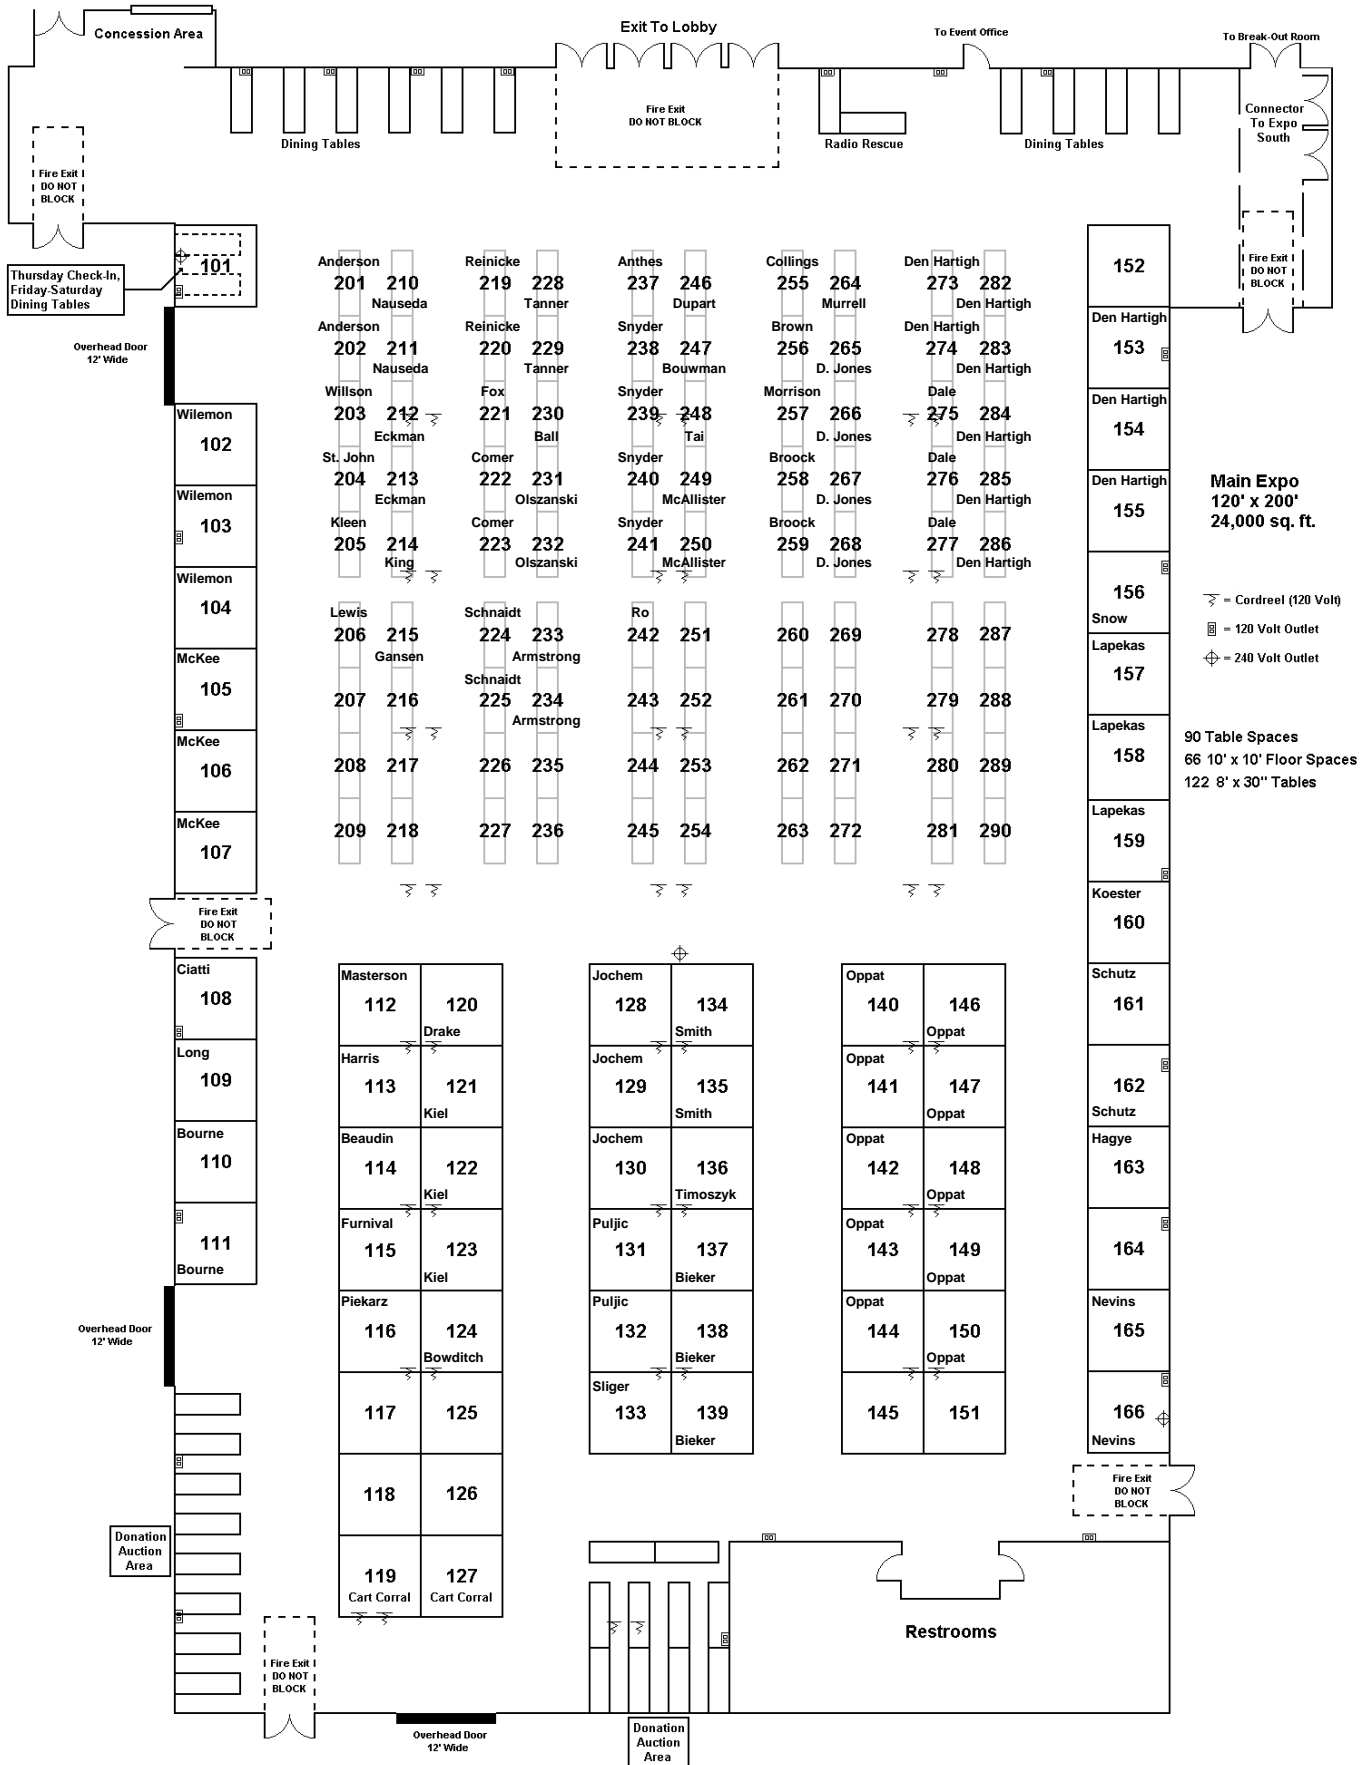 Concession Area
Exit To Lobby
To Event Office
To Break-Out Room
Fire Exit
DO NOT BLOCK
Connector
To Expo
South
Dining Tables
Radio Rescue
Dining Tables
Fire Exit
DO NOT
BLOCK
Fire Exit
DO NOT
BLOCK
Thursday Check-In,
Friday-Saturday
Dining Tables
101
Overhead Door
12' Wide
Wilemon
102
Wilemon
103
Wilemon
104
McKee
105
McKee
106
McKee
107
Fire Exit
DO NOT
BLOCK
Ciatti
108
Long
109
Bourne
110
111
Bourne
Overhead Door
12' Wide
Donation
Auction
Area
Anderson Reinicke Anthes Collings Den Hartigh
201 210 219 228 237 246 255 264 273 282
Nauseda Tanner Dupart Murrell Den Hartigh
Anderson Reinicke Snyder Brown Den Hartigh
202 211 220 229 238 247 256 265 274 283
Nauseda Tanner Bouwman D. Jones Den Hartigh
Willson Fox Snyder Morrison Dale
203 212 221 230 239 248 257 266 275 284
Eckman Ball Tai D. Jones Den Hartigh
St. John Comer Snyder Broock Dale
204 213 222 231 240 249 258 267 276 285
Eckman Olszanski McAllister D. Jones Den Hartigh
Kleen Comer Snyder Broock Dale
205 214 223 232 241 250 259 268 277 286
King Olszanski McAllister D. Jones Den Hartigh
Lewis Schnaidt Ro
206 215 224 233 242 251 260 269 278 287
Gansen Armstrong
Schnaidt
207 216 225 234 243 252 261 270 279 288
Armstrong
208 217 226 235 244 253 262 271 280 289
209 218 227 236 245 254 263 272 281 290
Masterson Jochem Oppat
112 120 128 134 140 146
Drake Smith Oppat
Harris Jochem Oppat
113 121 129 135 141 147
Kiel Smith Oppat
Beaudin Jochem Oppat
114 122 130 136 142 148
Kiel Timoszyk Oppat
Furnival Puljic Oppat
115 123 131 137 143 149
Kiel Bieker Oppat
Piekarz Puljic Oppat
116 124 132 138 144 150
Bowditch Bieker Oppat
Sliger
117 125 133 139 145 151
Bieker
118 126
119 127
Cart Corral Cart Corral
152
Den Hartigh
153
Den Hartigh
154
Den Hartigh
155
156
Snow
Lapekas
157
Lapekas
158
Lapekas
159
Koester
160
Schutz
161
162
Schutz
Hagye
163
164
Nevins
165
166
Nevins
Fire Exit
DO NOT
BLOCK
Main Expo
120' x 200'
24,000 sq. ft.
= Cordreel (120 Volt)
= 120 Volt Outlet
= 240 Volt Outlet
90 Table Spaces
66 10' x 10' Floor Spaces
122 8' x 30" Tables
Restrooms
Fire Exit
DO NOT
BLOCK
Overhead Door
12' Wide
Donation
Auction
Area